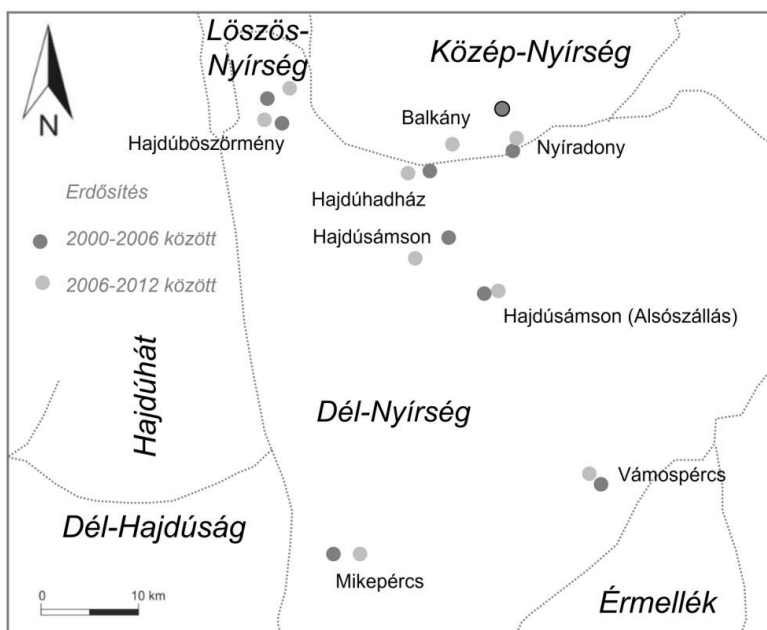 Löszös-
Nyírség
Közép-Nyírség
N
Balkány
Hajdúböszörmény
Nyíradony
Erdősítés
Hajdúhadház
2000-2006 között
Hajdúsámson
2006-2012 között
Hajdúsámson (Alsószállás)
Hajdúhát
Dél-Nyírség
Vámospércs
Dél-Hajdúság
Mikepércs
0 10 km
Érmellék